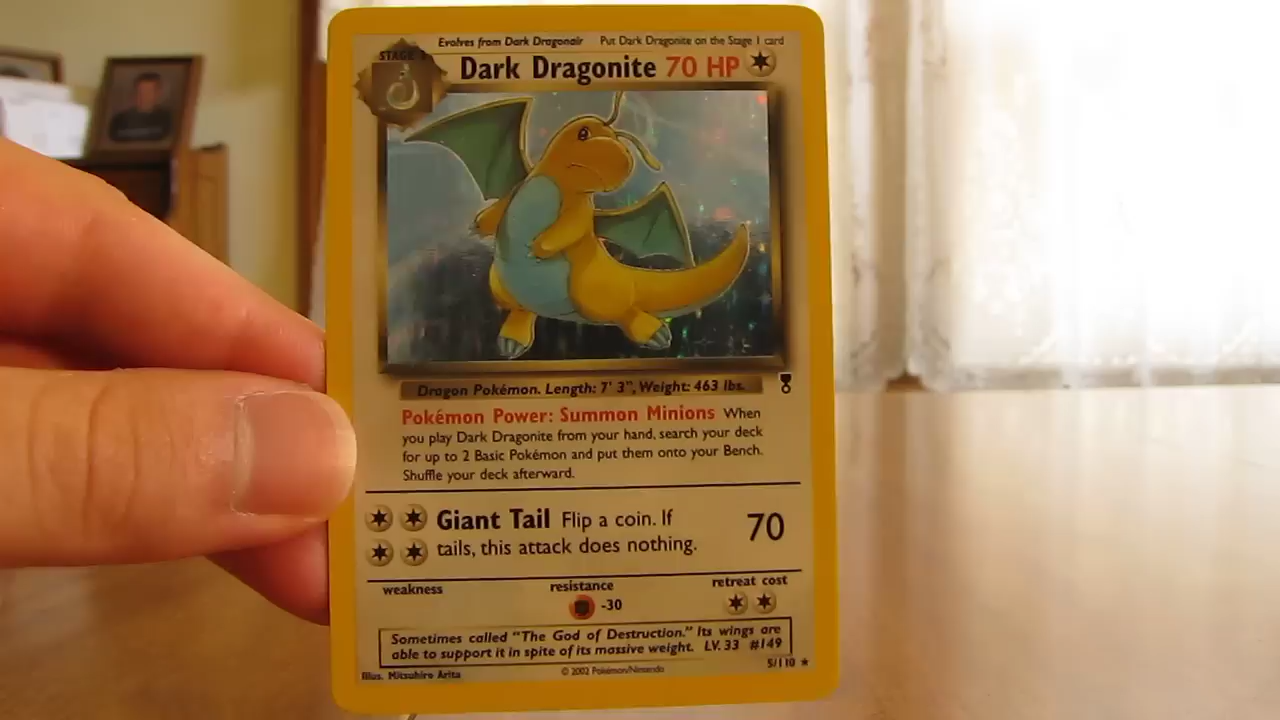 Evolves from Dark Dragonair Put Dark Dragonite on the Stage 1 card
STAGE 2
Dark Dragonite 70 HP
Dragon Pokémon. Length: 7' 3", Weight: 463 lbs.
Pokémon Power: Summon Minions When
you play Dark Dragonite from your hand, search your deck
for up to 2 Basic Pokémon and put them onto your Bench.
Shuffle your deck afterward.
Giant Tail Flip a coin. If
tails, this attack does nothing.
70
weakness resistance retreat cost
-30
Sometimes called "The God of Destruction." Its wings are
able to support it in spite of its massive weight. LV. 33 #149
Illus. Mitsuhiro Arita © 2002 Pokémon/Nintendo 5/110